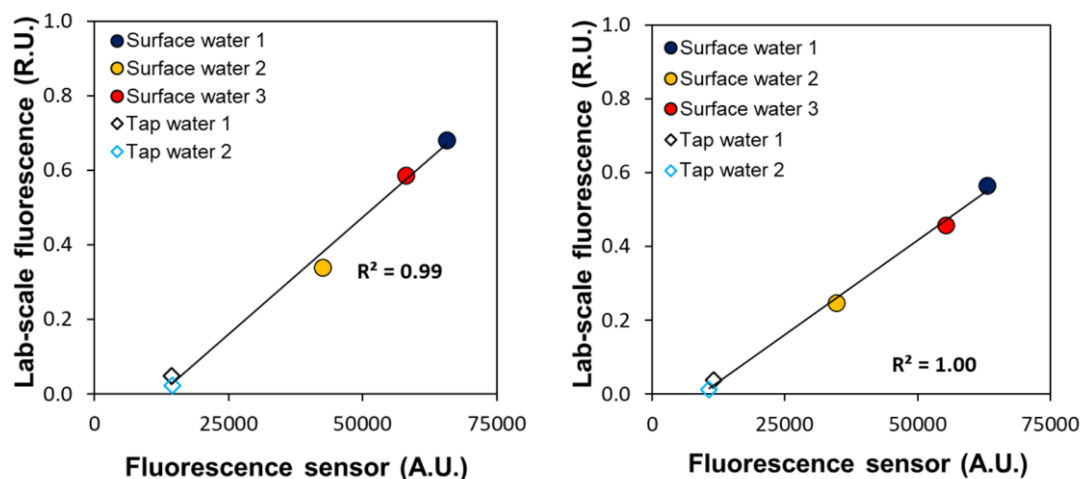 Lab-scale fluorescence (R.U.)
1.0
0.8
0.6
0.4
0.2
0.0
Surface water 1
Surface water 2
Surface water 3
Tap water 1
Tap water 2
R² = 0.99
0 25000 50000 75000
Fluorescence sensor (A.U.)
Lab-scale fluorescence (R.U.)
1.0
0.8
0.6
0.4
0.2
0.0
Surface water 1
Surface water 2
Surface water 3
Tap water 1
Tap water 2
R² = 1.00
0 25000 50000 75000
Fluorescence sensor (A.U.)